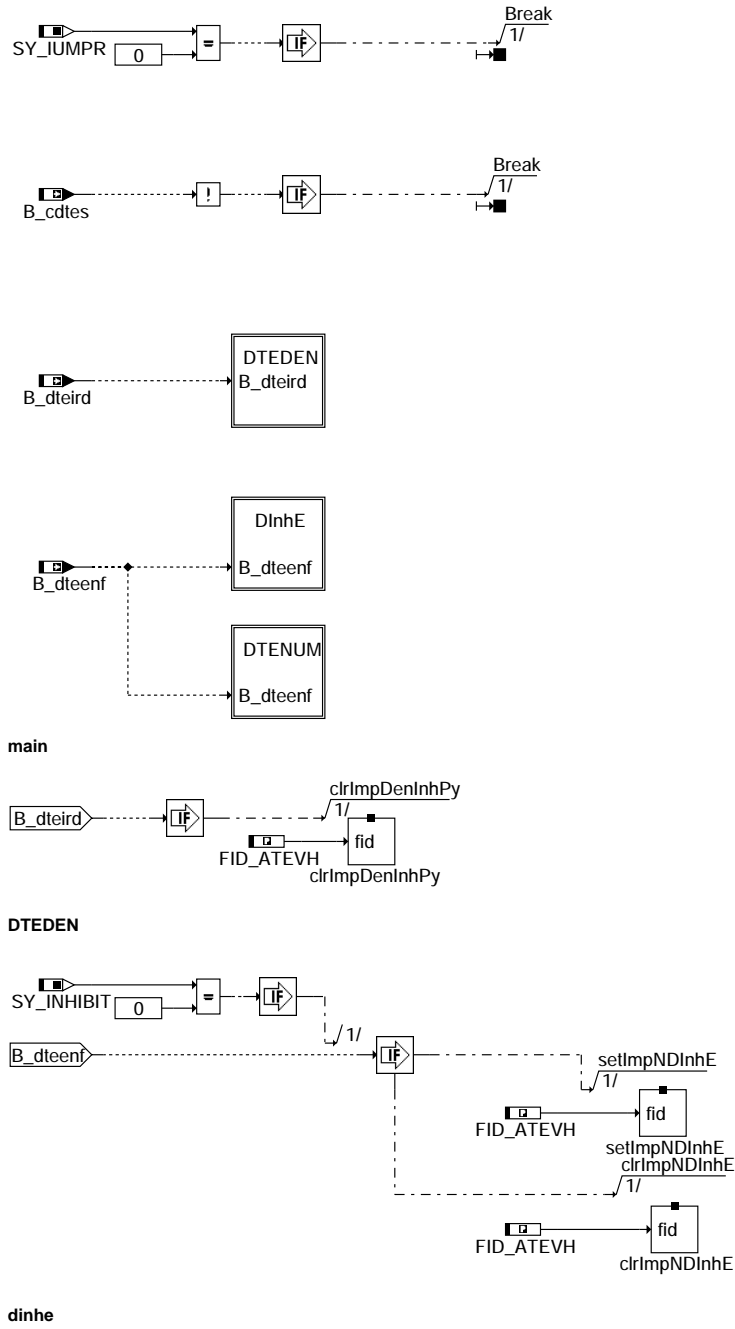 Break
1/
SY_IUMPR
0
=
IF
Break
1/
B_cdtes
!
IF
DTEDEN
B_dteird
B_dteird
DInhE
B_dteenf
B_dteenf
DTENUM
B_dteenf
main
clrImpDenInhPy
1/
B_dteird
IF
fid
FID_ATEVH
clrImpDenInhPy
DTEDEN
SY_INHIBIT
0
=
IF
1/
B_dteenf
IF
setImpNDInhE
1/
fid
FID_ATEVH
setImpNDInhE
clrImpNDInhE
1/
fid
FID_ATEVH
clrImpNDInhE
dinhe